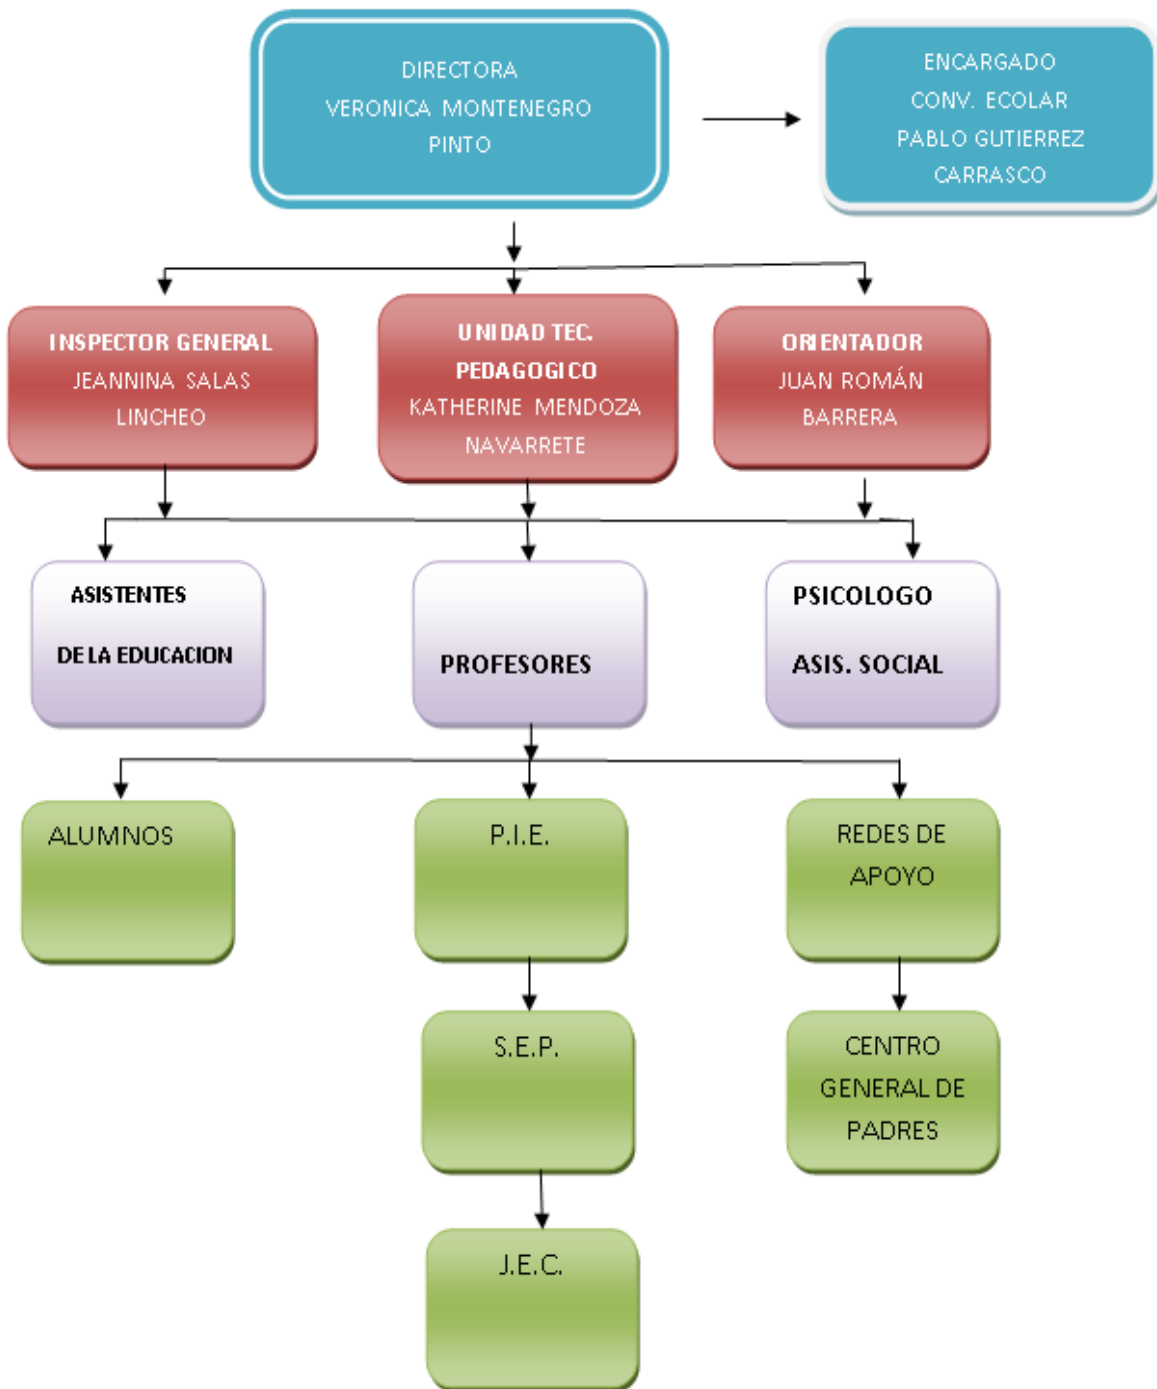 DIRECTORA
VERONICA MONTENEGRO
PINTO
ENCARGADO
CONV. ECOLAR
PABLO GUTIERREZ
CARRASCO
INSPECTOR GENERAL
JEANNINA SALAS
LINCHEO
UNIDAD TEC.
PEDAGOGICO
KATHERINE MENDOZA
NAVARRETE
ORIENTADOR
JUAN ROMÁN
BARRERA
ASISTENTES
DE LA EDUCACION
PROFESORES
PSICOLOGO
ASIS. SOCIAL
ALUMNOS
P.I.E.
REDES DE
APOYO
S.E.P.
CENTRO
GENERAL DE
PADRES
J.E.C.